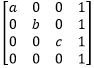 a 0 0 1
0 b 0 1
0 0 c 1
0 0 0 1